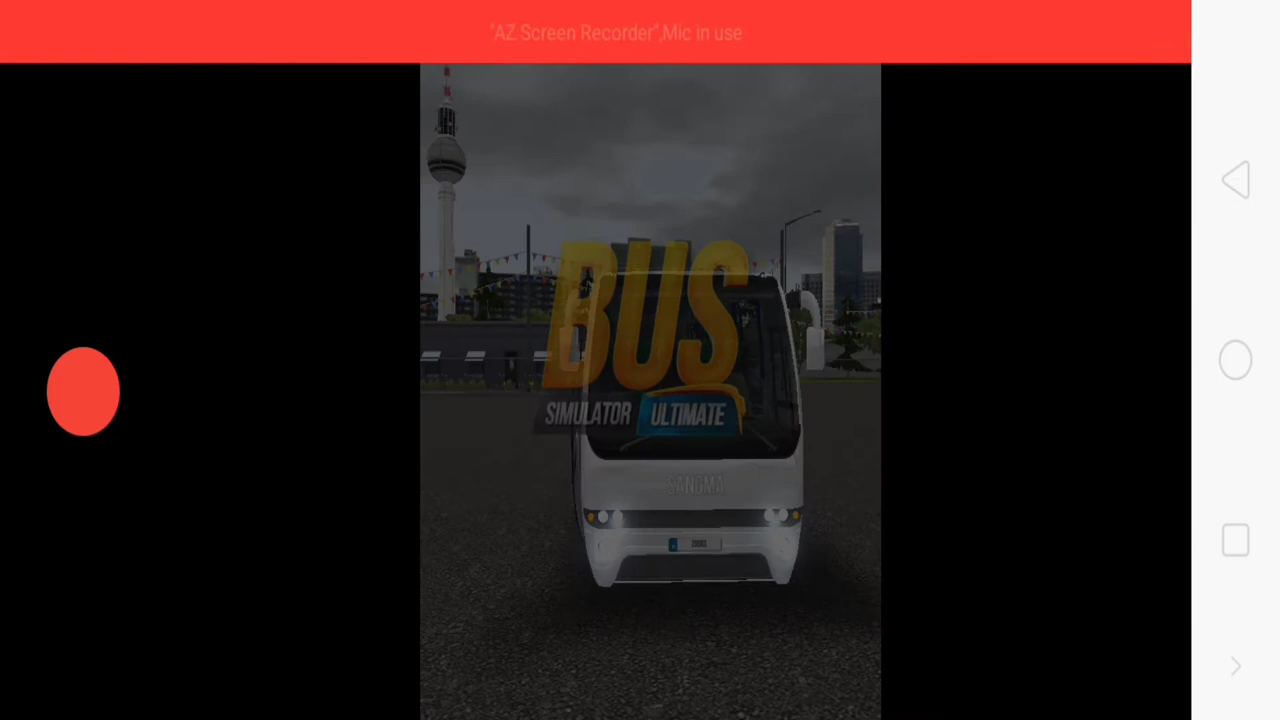 "AZ Screen Recorder",Mic in use
BUS
SIMULATOR ULTIMATE
SANGMA